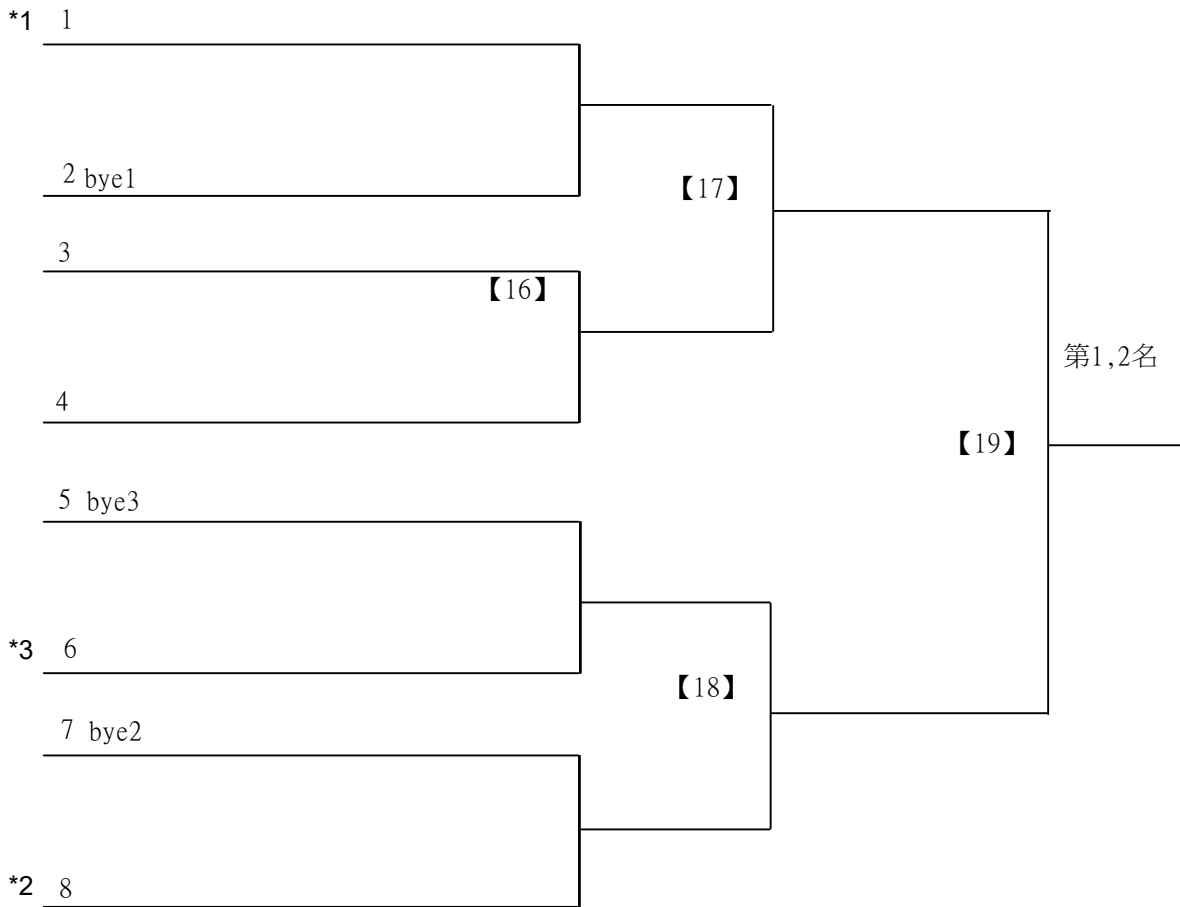 *1 1
2 bye1
【17】
3
【16】
第1,2名
4
【19】
5 bye3
*3 6
【18】
7 bye2
*2 8